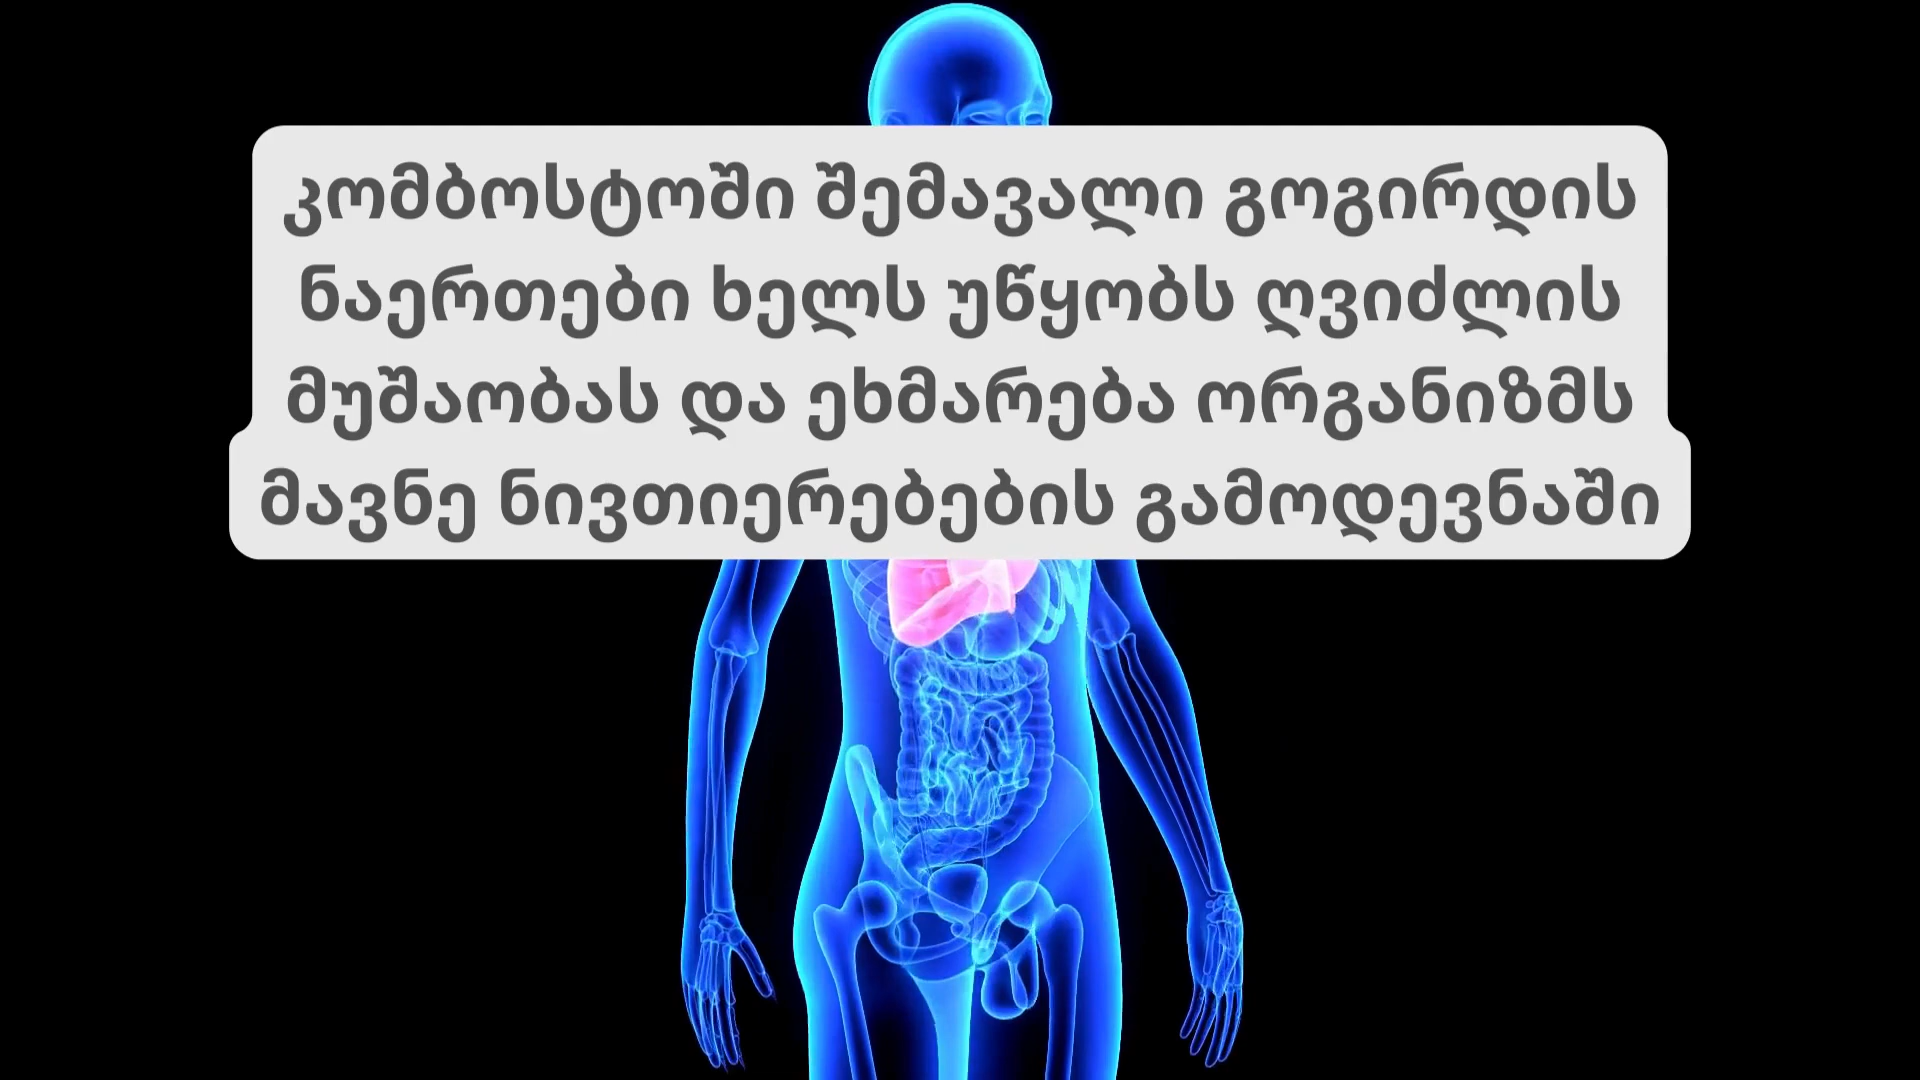 კომბოსტოში შემავალი გოგირდის
ნაერთები ხელს უწყობს ღვიძლის
მუშაობას და ეხმარება ორგანიზმს
მავნე ნივთიერებების გამოდევნაში